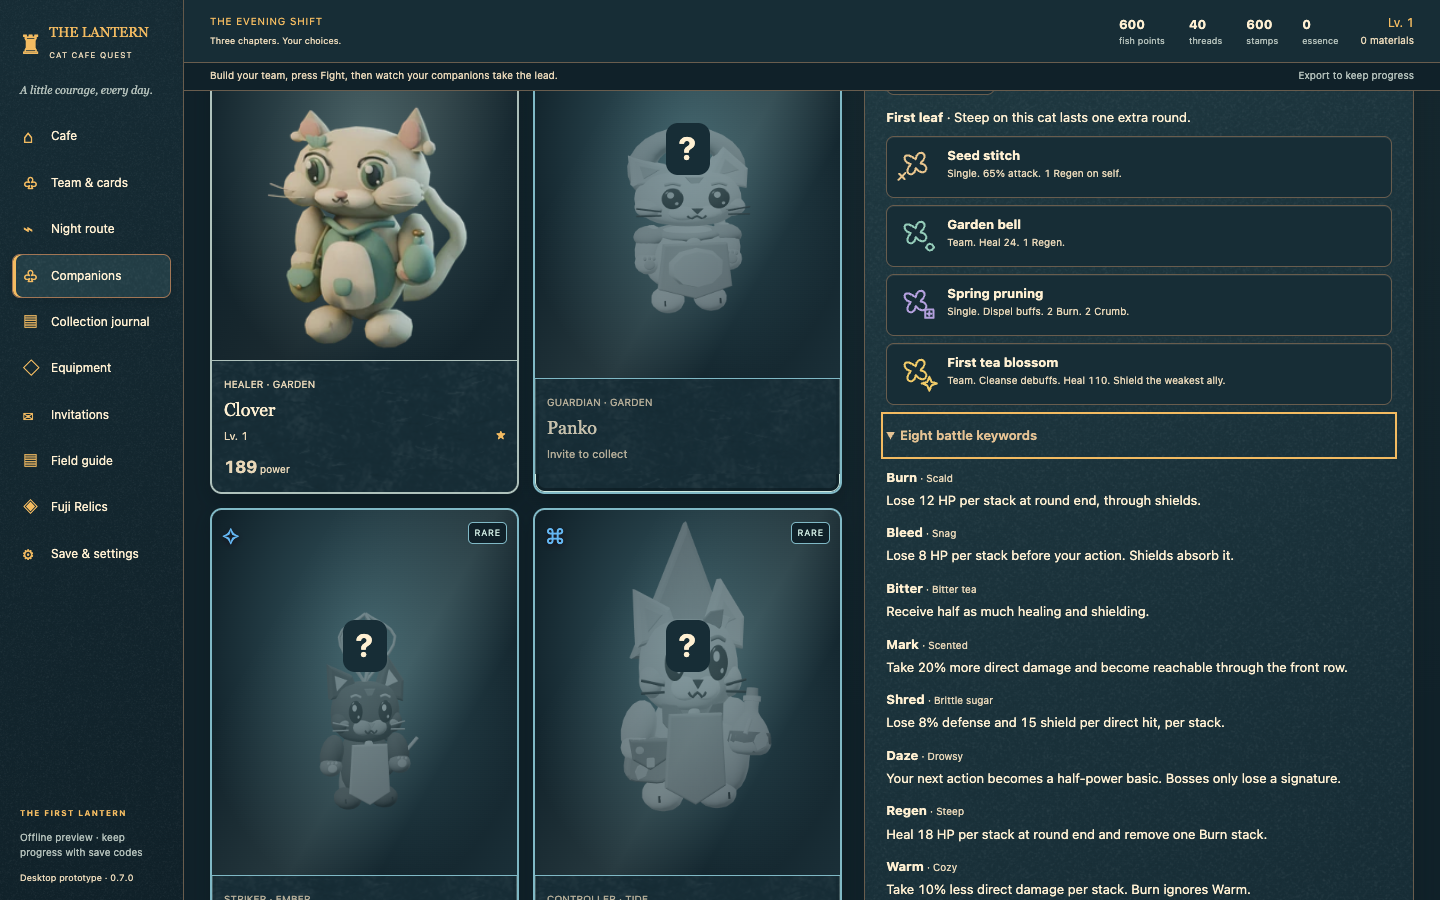 THE LANTERN
CAT CAFE QUEST
A little courage, every day.
Cafe
Team & cards
Night route
Companions
Collection journal
Equipment
Invitations
Field guide
Fuji Relics
Save & settings
THE FIRST LANTERN
Offline preview · keep
progress with save codes
Desktop prototype · 0.7.0
THE EVENING SHIFT
Three chapters. Your choices.
600
fish points
40
threads
600
stamps
0
essence
Lv. 1
0 materials
Build your team, press Fight, then watch your companions take the lead.
Export to keep progress
HEALER · GARDEN
Clover
Lv. 1
189 power
?
GUARDIAN · GARDEN
Panko
Invite to collect
RARE
?
STRIKER · EMBER
RARE
?
CONTROLLER · TIDE
First leaf · Steep on this cat lasts one extra round.
Seed stitch
Single. 65% attack. 1 Regen on self.
Garden bell
Team. Heal 24. 1 Regen.
Spring pruning
Single. Dispel buffs. 2 Burn. 2 Crumb.
First tea blossom
Team. Cleanse debuffs. Heal 110. Shield the weakest ally.
Eight battle keywords
Burn · Scald
Lose 12 HP per stack at round end, through shields.
Bleed · Snag
Lose 8 HP per stack before your action. Shields absorb it.
Bitter · Bitter tea
Receive half as much healing and shielding.
Mark · Scented
Take 20% more direct damage and become reachable through the front row.
Shred · Brittle sugar
Lose 8% defense and 15 shield per direct hit, per stack.
Daze · Drowsy
Your next action becomes a half-power basic. Bosses only lose a signature.
Regen · Steep
Heal 18 HP per stack at round end and remove one Burn stack.
Warm · Cozy
Take 10% less direct damage per stack. Burn ignores Warm.